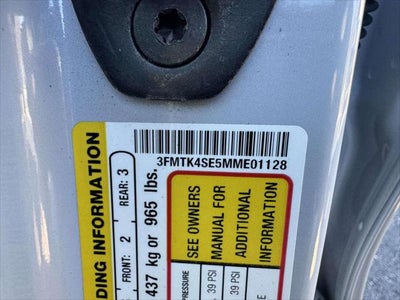 3FMTK4SE5MME01128
DING INFORMATION
FRONT: 2 REAR: 3
437 kg or 965 lbs.
SEE OWNERS
MANUAL FOR
ADDITIONAL
INFORMATION
PRESSURE
39 PSI
39 PSI